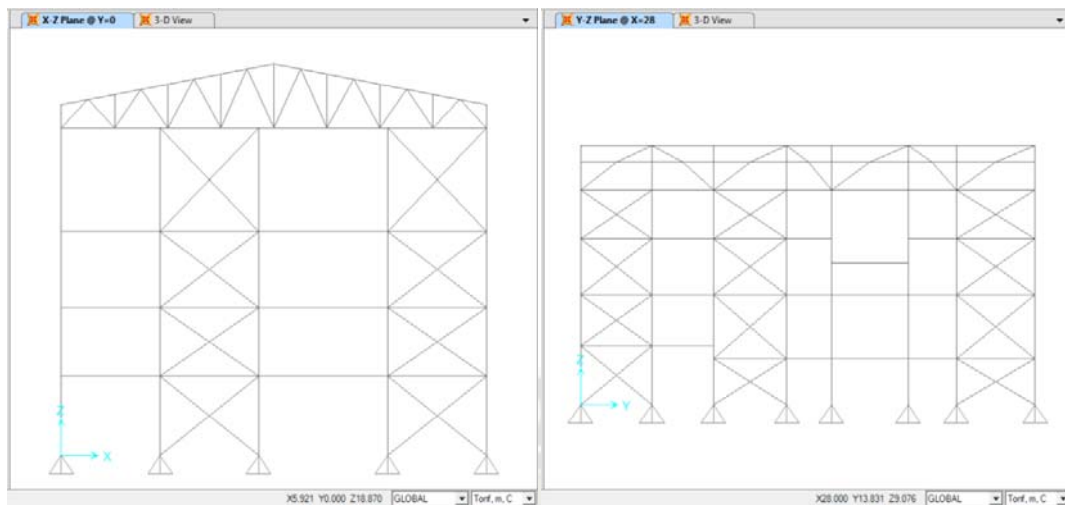 X-Z Plane @ Y=0 3-D View
Z
X
X5.921 Y0.000 Z18.870 GLOBAL Tonf, m, C
Y-Z Plane @ X=28 3-D View
Z
Y
X28.000 Y13.831 Z9.076 GLOBAL Tonf, m, C